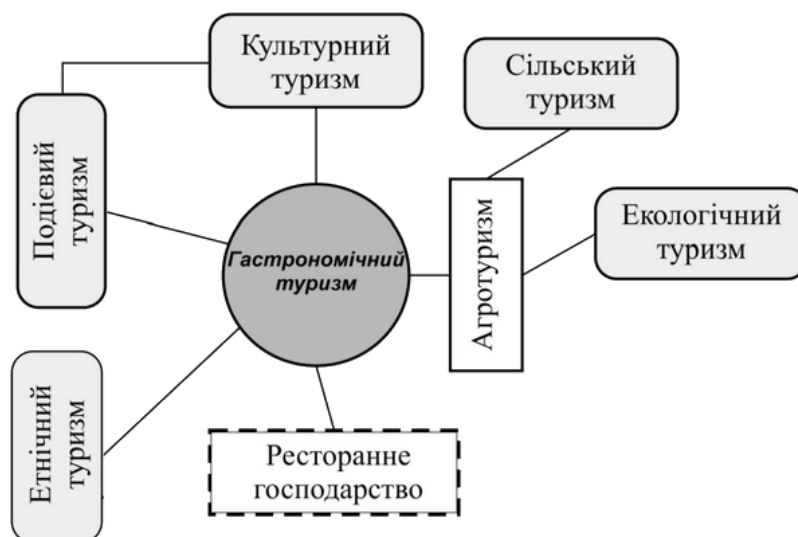 Культурний
туризм
Сільський
туризм
Подієвий
туризм
Екологічний
туризм
Гастрономічний
туризм
Агротуризм
Етнічний
туризм
Ресторанне
господарство